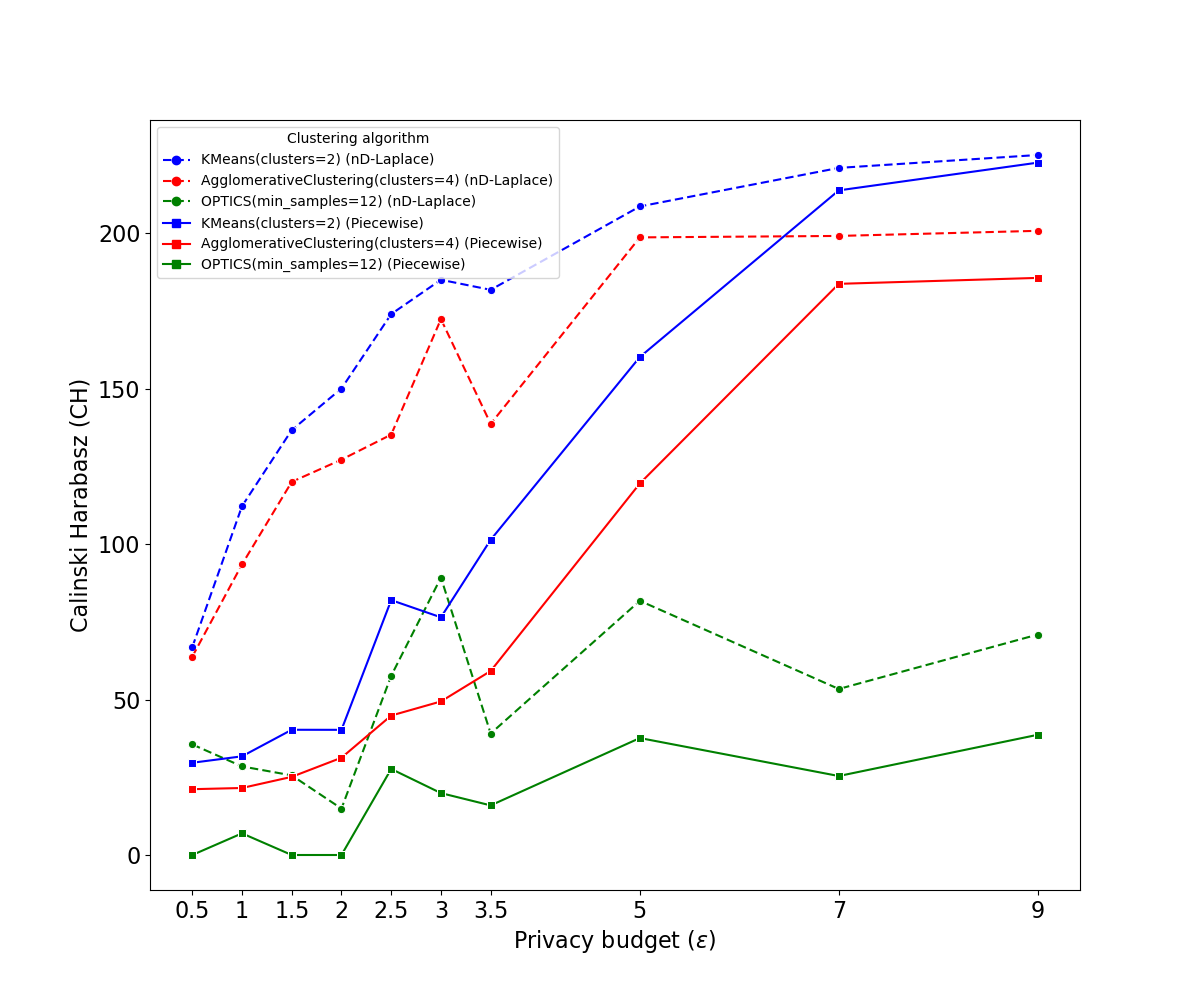 Clustering algorithm
KMeans(clusters=2) (nD-Laplace)
AgglomerativeClustering(clusters=4) (nD-Laplace)
OPTICS(min_samples=12) (nD-Laplace)
KMeans(clusters=2) (Piecewise)
AgglomerativeClustering(clusters=4) (Piecewise)
OPTICS(min_samples=12) (Piecewise)
Calinski Harabasz (CH)
200
150
100
50
0
0.5 1 1.5 2 2.5 3 3.5 5 7 9
Privacy budget (ε)